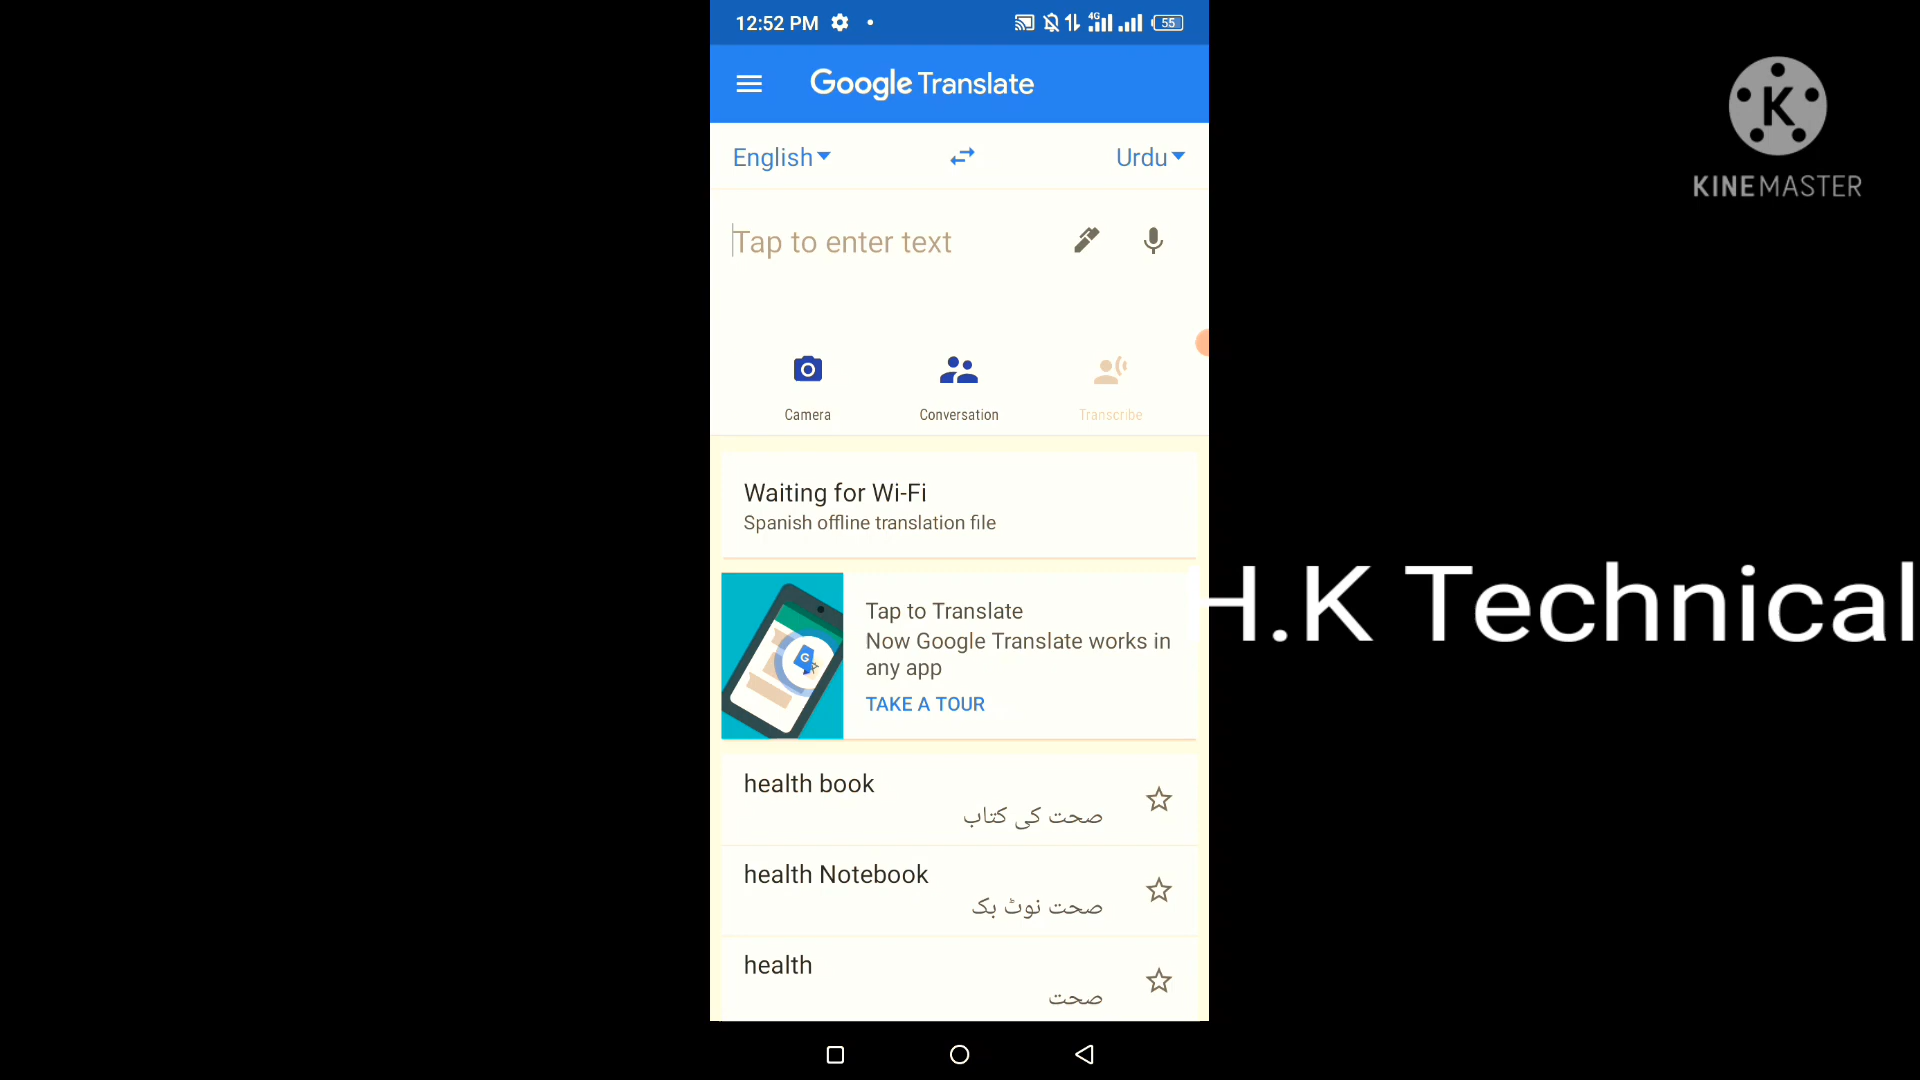 12:52 PM
4G
55
Google Translate
English
Urdu
Tap to enter text
Camera
Conversation
Transcribe
Waiting for Wi-Fi
Spanish offline translation file
Tap to Translate
Now Google Translate works in
any app
TAKE A TOUR
health book
صحت کی کتاب
health Notebook
صحت نوٹ بک
health
صحت
K
KINEMASTER
H.K Technical
G